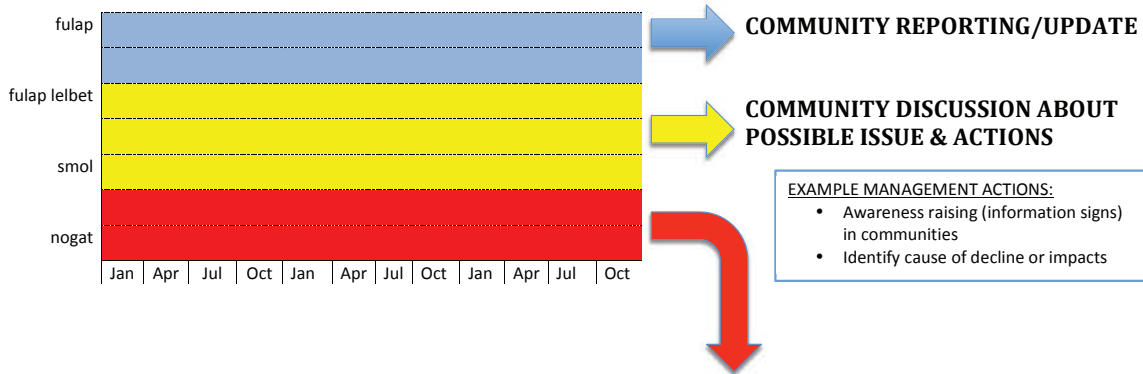 fulap
fulap lelbet
smol
nogat
Jan Apr Jul Oct Jan Apr Jul Oct Jan Apr Jul Oct
COMMUNITY REPORTING/UPDATE
COMMUNITY DISCUSSION ABOUT
POSSIBLE ISSUE & ACTIONS
EXAMPLE MANAGEMENT ACTIONS:
• Awareness raising (information signs)
in communities
• Identify cause of decline or impacts